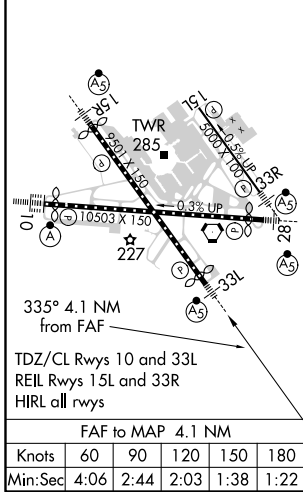 A5
15R
A5
15L
0.5% UP
5000 X 100
P
TWR
285
9501 X 150
P
P
33R
0.3% UP
A5
10
P
10503 X 150
P
28
A
227
P
A5
33L
A5
335° 4.1 NM
from FAF
TDZ/CL Rwys 10 and 33L
REIL Rwys 15L and 33R
HIRL all rwys
FAF to MAP 4.1 NM
Knots 60 90 120 150 180
Min:Sec 4:06 2:44 2:03 1:38 1:22